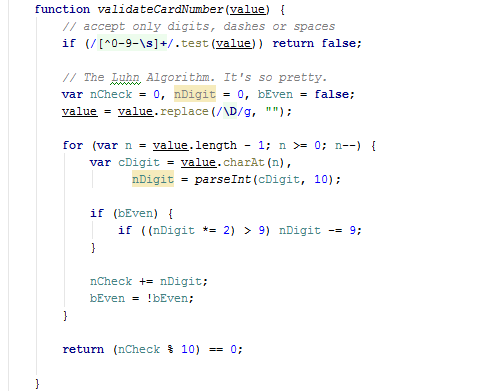 function validateCardNumber(value) {
// accept only digits, dashes or spaces
if (/[^0-9-\s]+/.test(value)) return false;
// The Luhn Algorithm. It's so pretty.
var nCheck = 0, nDigit = 0, bEven = false;
value = value.replace(/\D/g, "");
for (var n = value.length - 1; n >= 0; n--) {
var cDigit = value.charAt(n),
nDigit = parseInt(cDigit, 10);
if (bEven) {
if ((nDigit *= 2) > 9) nDigit -= 9;
}
nCheck += nDigit;
bEven = !bEven;
}
return (nCheck % 10) == 0;
}